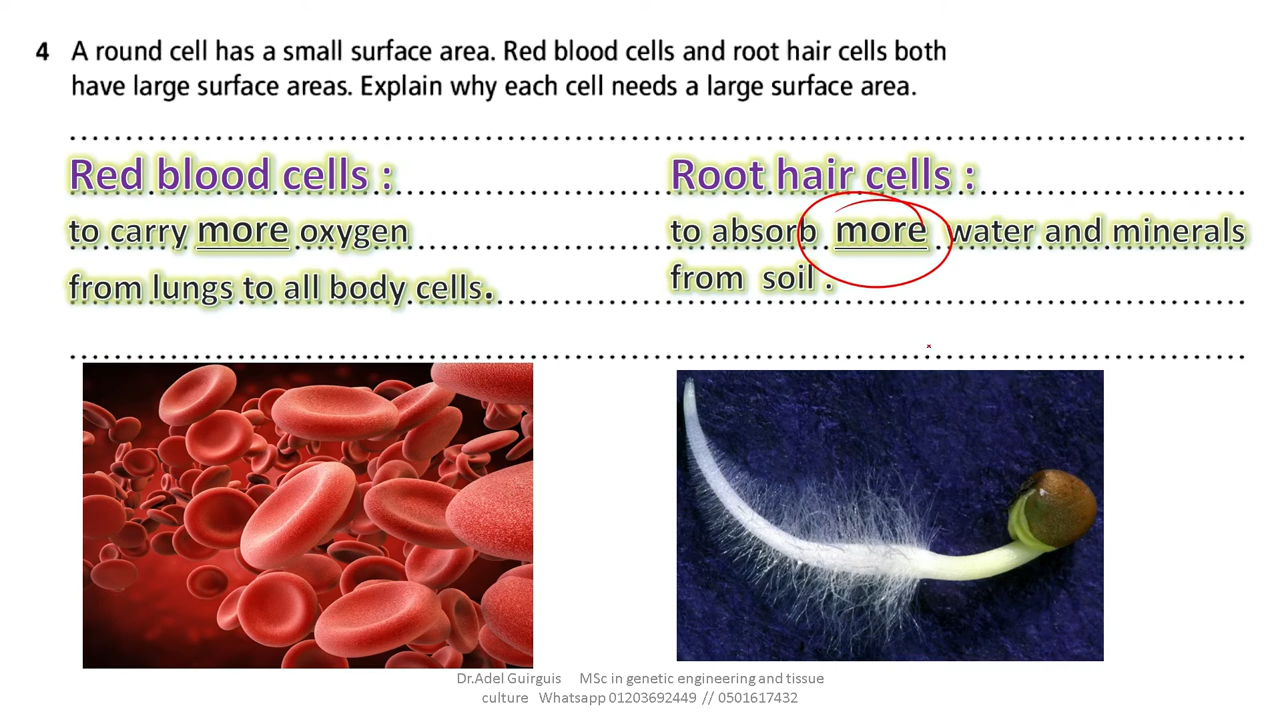 4 A round cell has a small surface area. Red blood cells and root hair cells both
have large surface areas. Explain why each cell needs a large surface area.
Red blood cells :
to carry more oxygen
from lungs to all body cells.
Root hair cells :
to absorb more water and minerals
from soil .
Dr.Adel Guirguis MSc in genetic engineering and tissue
culture Whatsapp 01203692449 // 0501617432